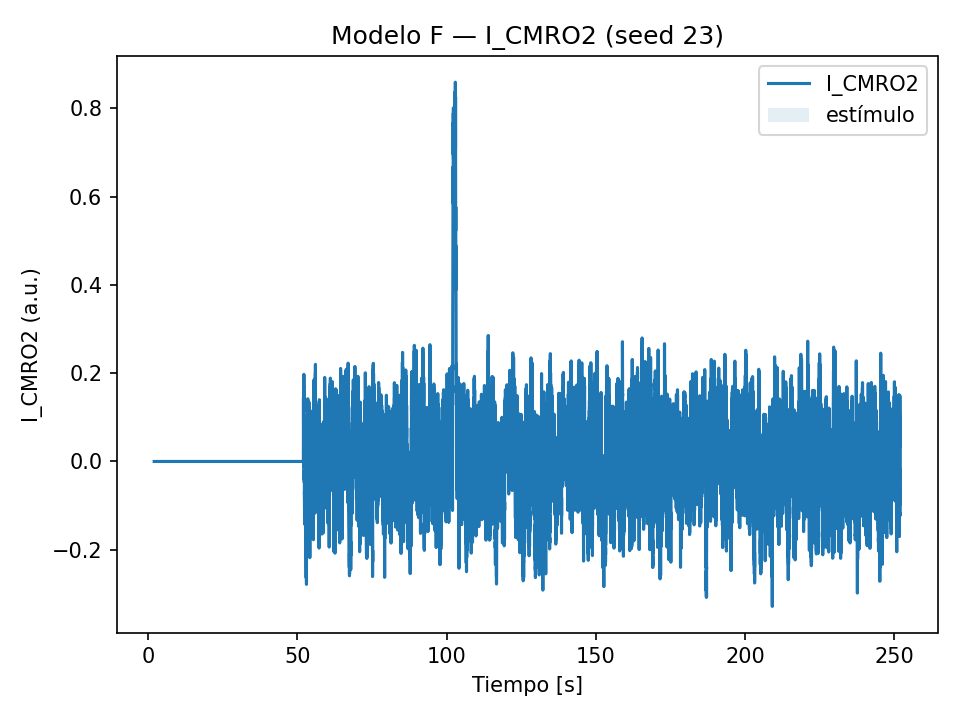 Modelo F — I_CMRO2 (seed 23)
I_CMRO2
estímulo
I_CMRO2 (a.u.)
0.8
0.6
0.4
0.2
0.0
−0.2
0 50 100 150 200 250
Tiempo [s]